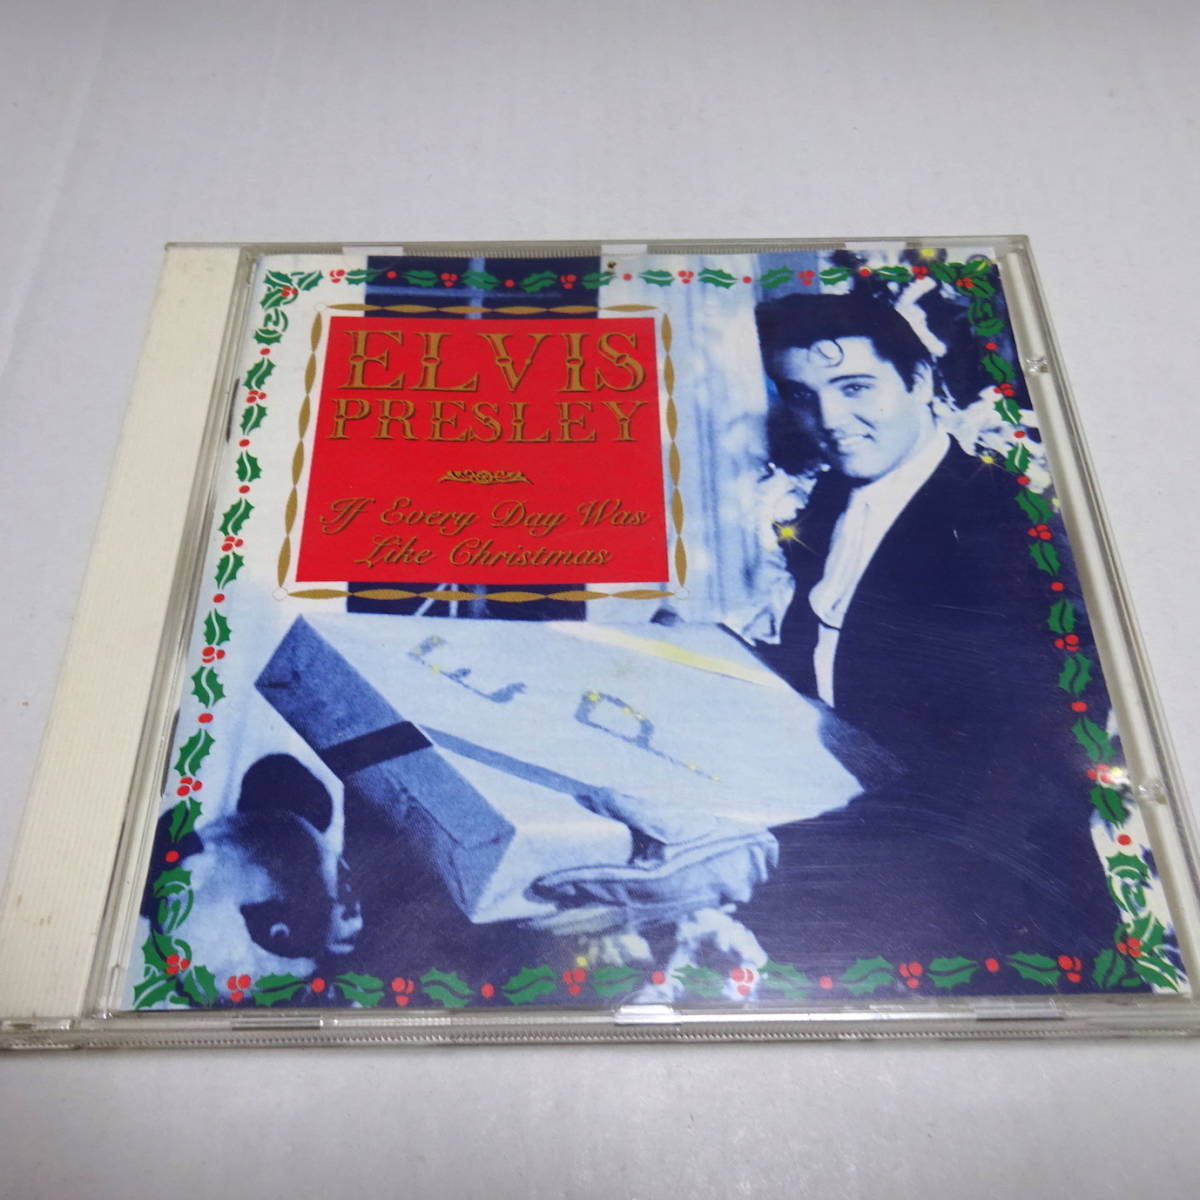 ELVIS
PRESLEY
If Every Day Was
Like Christmas